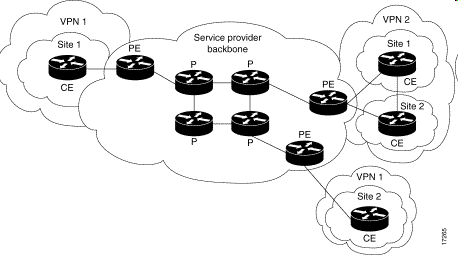 VPN 1
Site 1
CE
PE
Service provider
backbone
P
P
P
P
PE
PE
VPN 2
Site 1
CE
Site 2
CE
VPN 1
Site 2
CE
17265